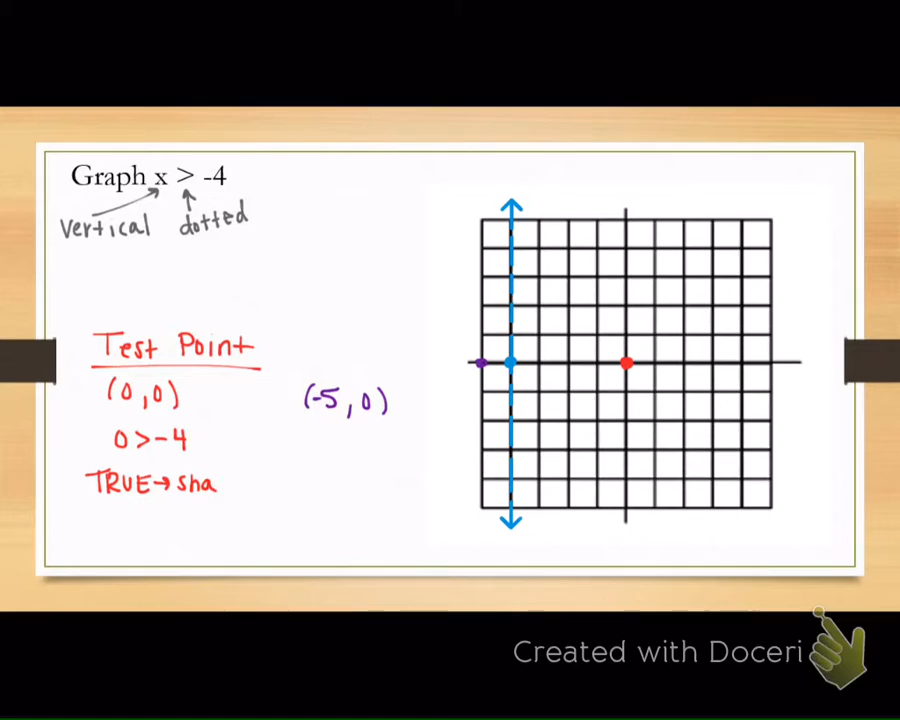 Graph x > -4
vertical dotted
Test Point
(0,0)
(-5,0)
0>-4
TRUE→sha
Created with Doceri